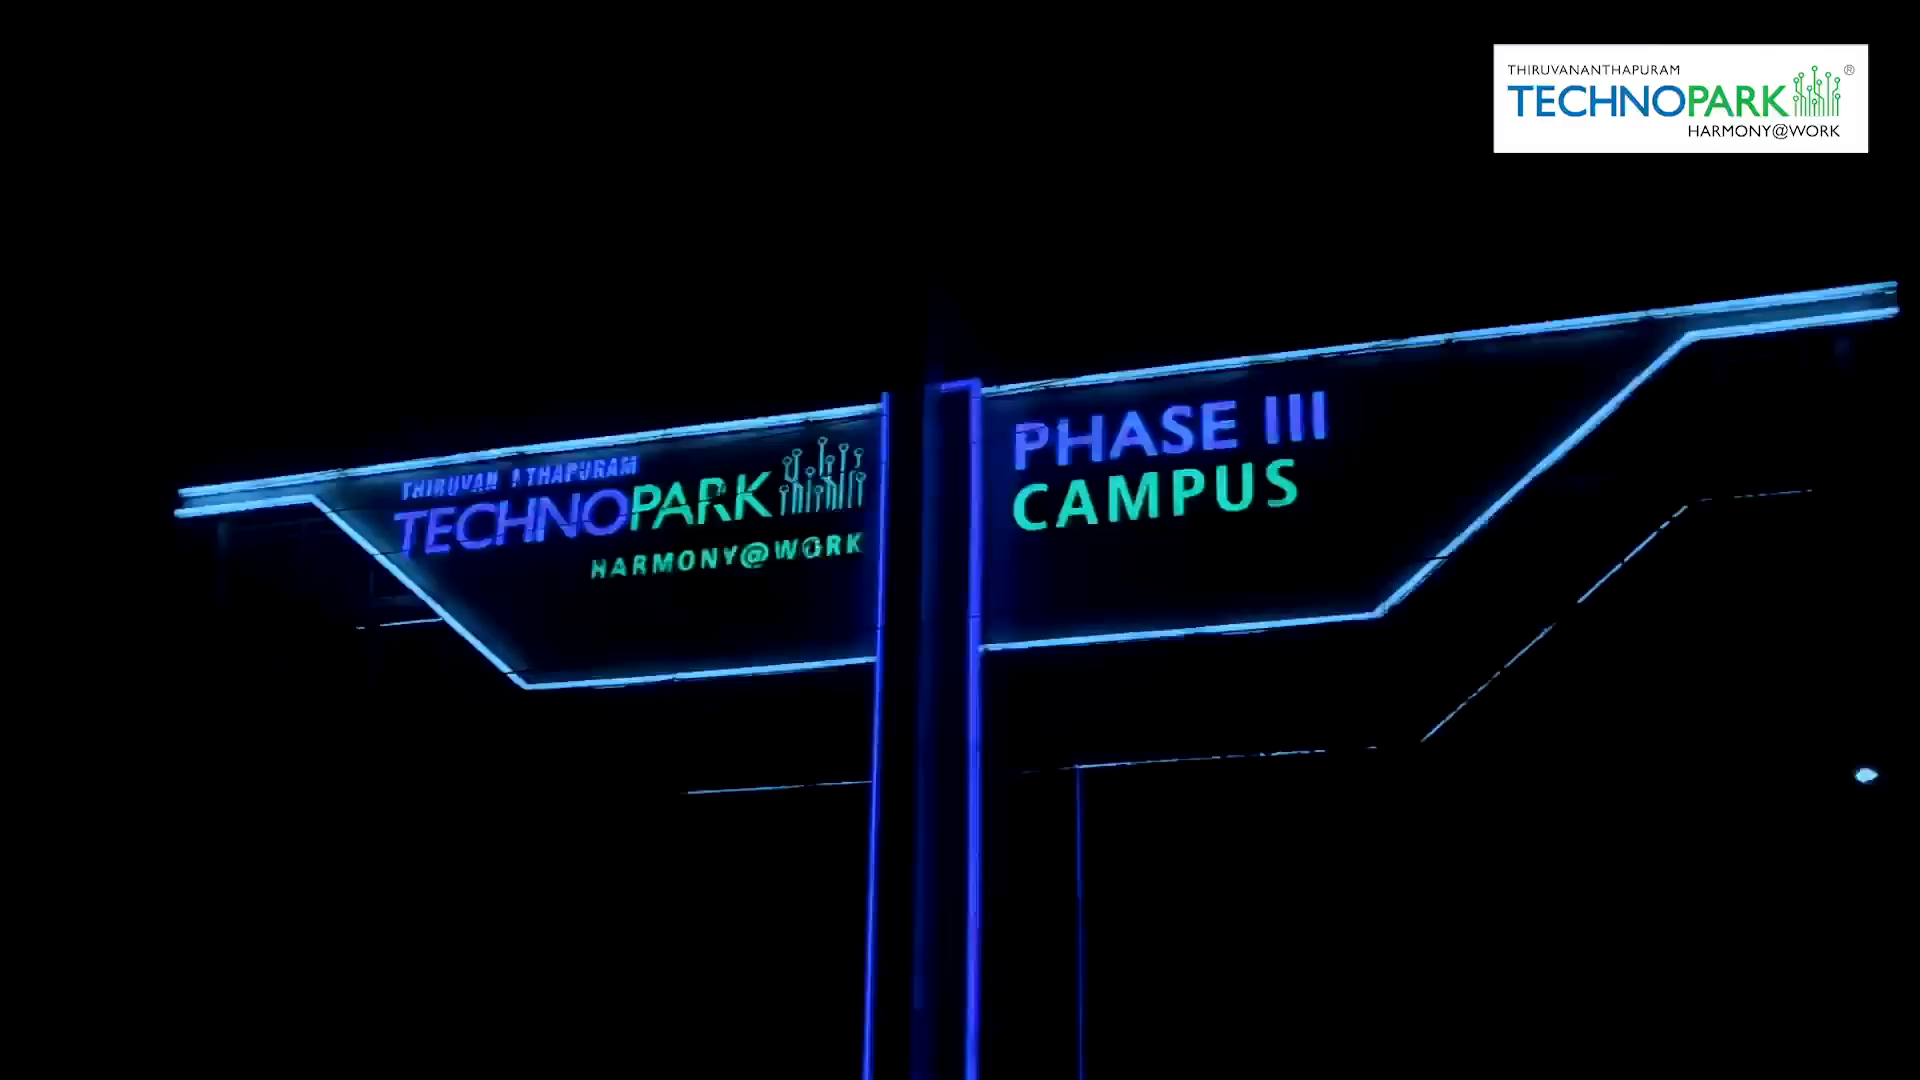 THIRUVANANTHAPURAM
TECHNOPARK ®
HARMONY@WORK
TECHNOPARK
HARMONY@WORK
PHASE III
CAMPUS